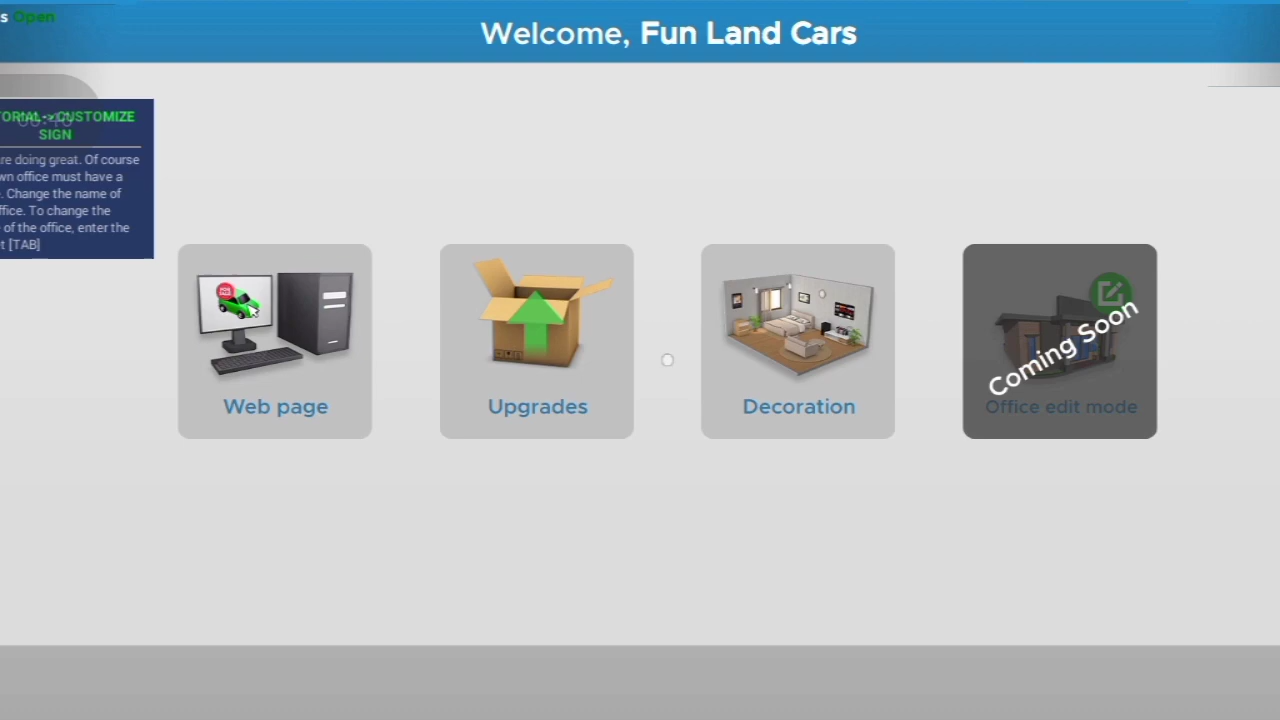 s Open
Welcome, Fun Land Cars
TORIAL->CUSTOMIZE
SIGN
re doing great. Of course
wn office must have a
. Change the name of
ffice. To change the
of the office, enter the
t [TAB]
Web page
Upgrades
Decoration
Coming Soon
Office edit mode